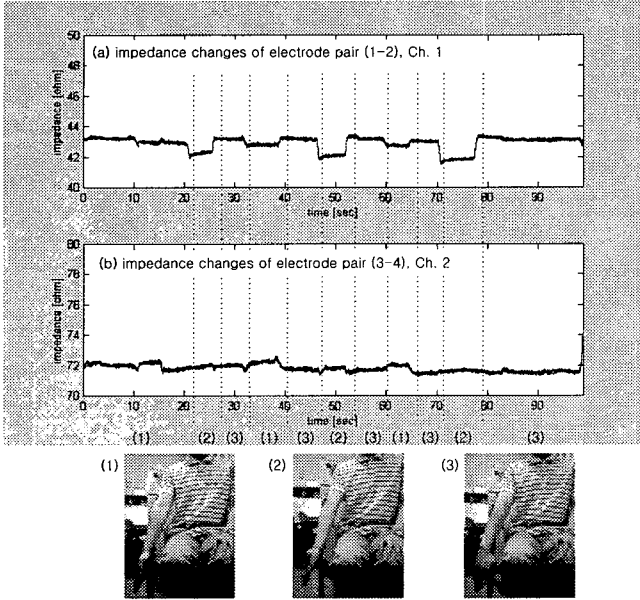 50
(a) impedance changes of electrode pair (1-2), Ch. 1
48
46
44
42
40
impedance [ohm]
0 10 20 30 40 50 60 70 80 90
time [sec]
80
(b) impedance changes of electrode pair (3-4), Ch. 2
78
76
74
72
70
impedance [ohm]
0 10 20 30 40 50 60 70 80 90
time [sec]
(1) (2) (3) (1) (3) (2) (3) (1) (3) (2) (3)
(1) (2) (3)